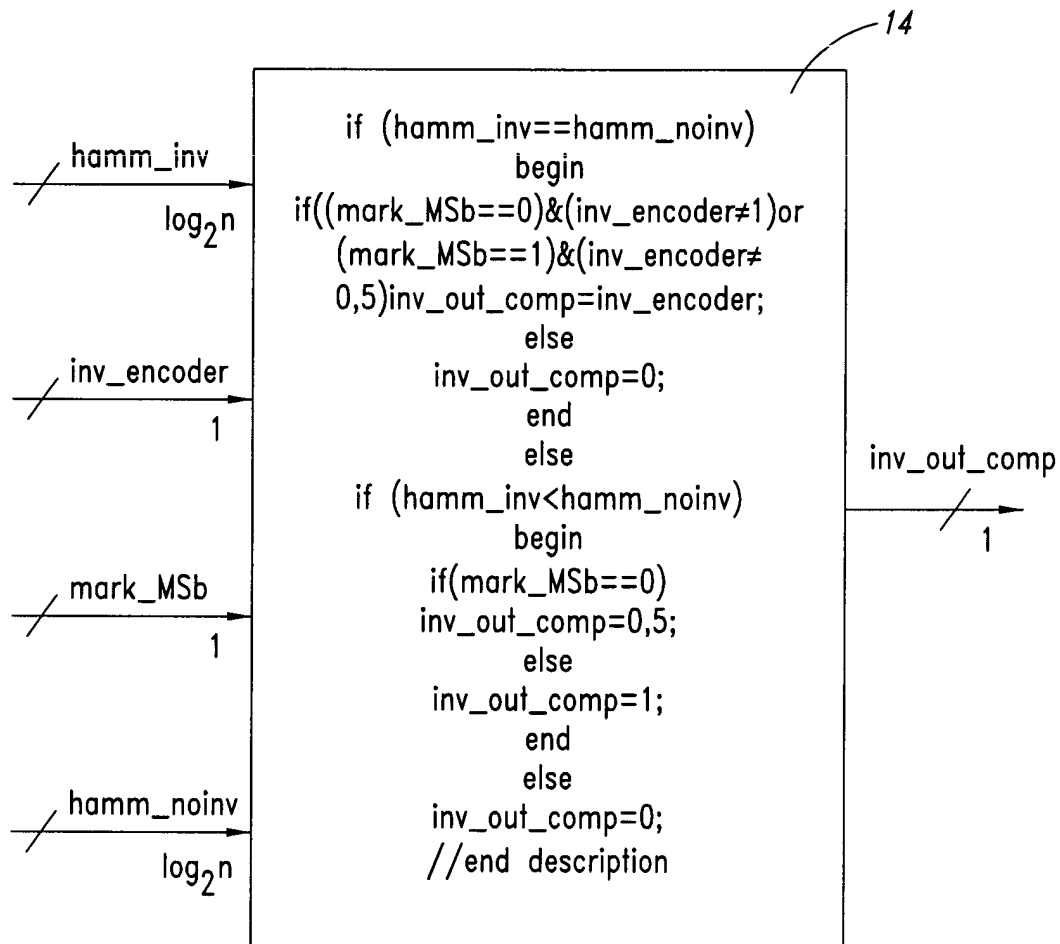 14
if (hamm_inv==hamm_noinv)
begin
if((mark_MSb==0)&(inv_encoder≠1)or
(mark_MSb==1)&(inv_encoder≠
0,5)inv_out_comp=inv_encoder;
else
inv_out_comp=0;
end
else
if (hamm_inv<hamm_noinv)
begin
if(mark_MSb==0)
inv_out_comp=0,5;
else
inv_out_comp=1;
end
else
inv_out_comp=0;
//end description
hamm_inv
log₂n
inv_encoder
1
mark_MSb
1
hamm_noinv
log₂n
inv_out_comp
1